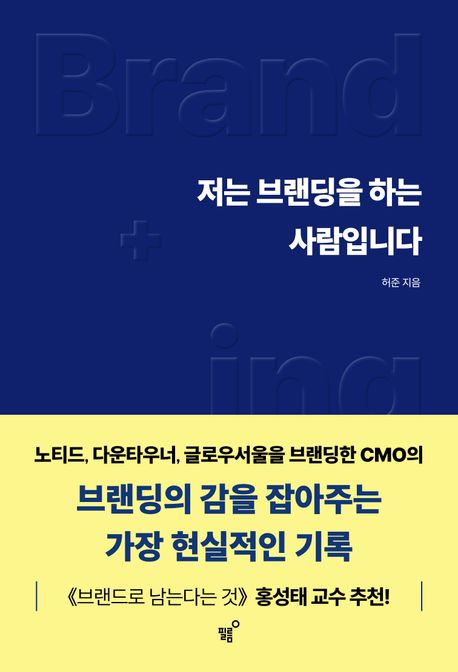 Brand
저는 브랜딩을 하는
+
사람입니다
허준 지음
ing
노티드, 다운타우너, 글로우서울을 브랜딩한 CMO의
브랜딩의 감을 잡아주는
가장 현실적인 기록
《브랜드로 남는다는 것》 홍성태 교수 추천!
필름